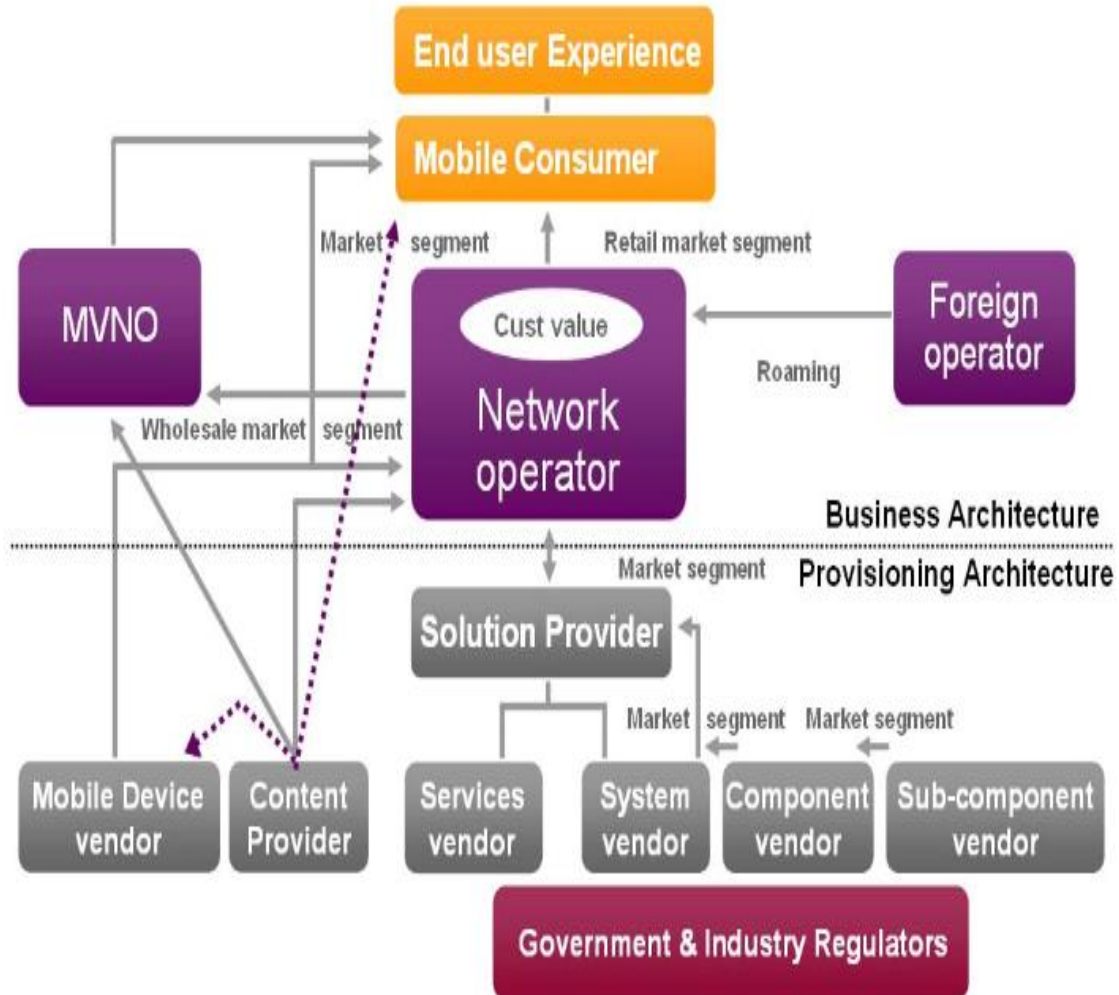 End user Experience
Mobile Consumer
Market segment
Retail market segment
MVNO
Cust value
Network
operator
Foreign
operator
Roaming
Wholesale market segment
Business Architecture
Market segment
Provisioning Architecture
Solution Provider
Market segment
Market segment
Mobile Device
vendor
Content
Provider
Services
vendor
System
vendor
Component
vendor
Sub-component
vendor
Government & Industry Regulators